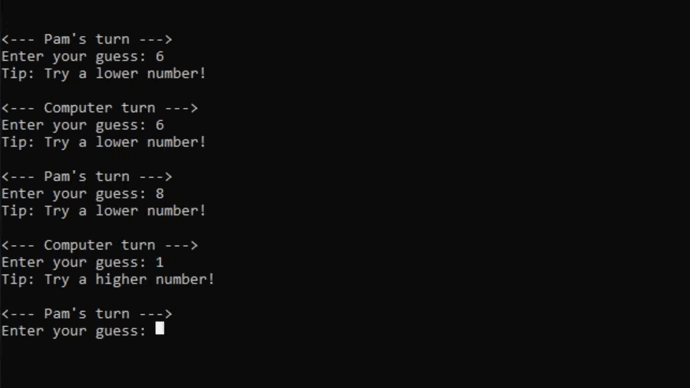 <--- Pam's turn --->
Enter your guess: 6
Tip: Try a lower number!
<--- Computer turn --->
Enter your guess: 6
Tip: Try a lower number!
<--- Pam's turn --->
Enter your guess: 8
Tip: Try a lower number!
<--- Computer turn --->
Enter your guess: 1
Tip: Try a higher number!
<--- Pam's turn --->
Enter your guess: